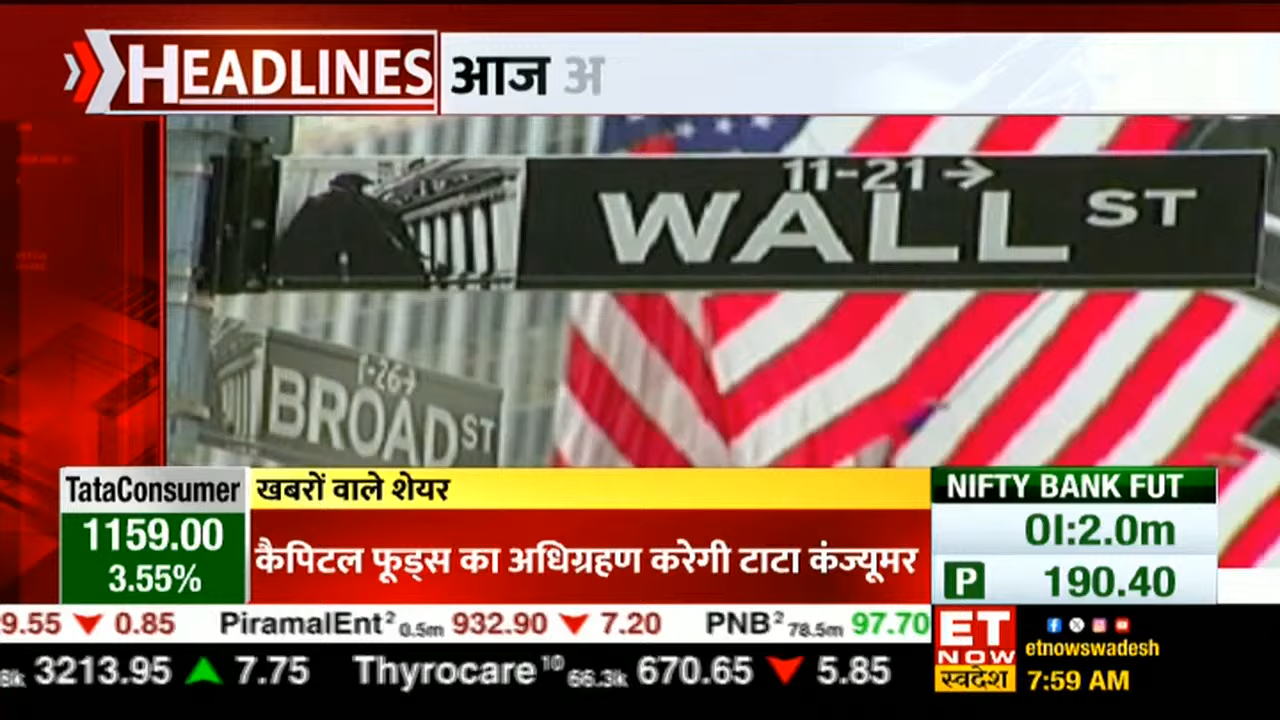 HEADLINES
आज अ
11-21 →
WALL ST
1-26→
BROAD ST
TataConsumer
1159.00
3.55%
खबरों वाले शेयर
कैपिटल फूड्स का अधिग्रहण करेगी टाटा कंज्यूमर
NIFTY BANK FUT
OI:2.0m
P 190.40
9.55 ▼ 0.85 PiramalEnt 2 0.5m 932.90 ▼ 7.20 PNB 2 78.5m 97.70
3213.95 ▲ 7.75 Thyrocare 10 66.3k 670.65 ▼ 5.85
ET
NOW
स्वदेश
etnowswadesh
7:59 AM